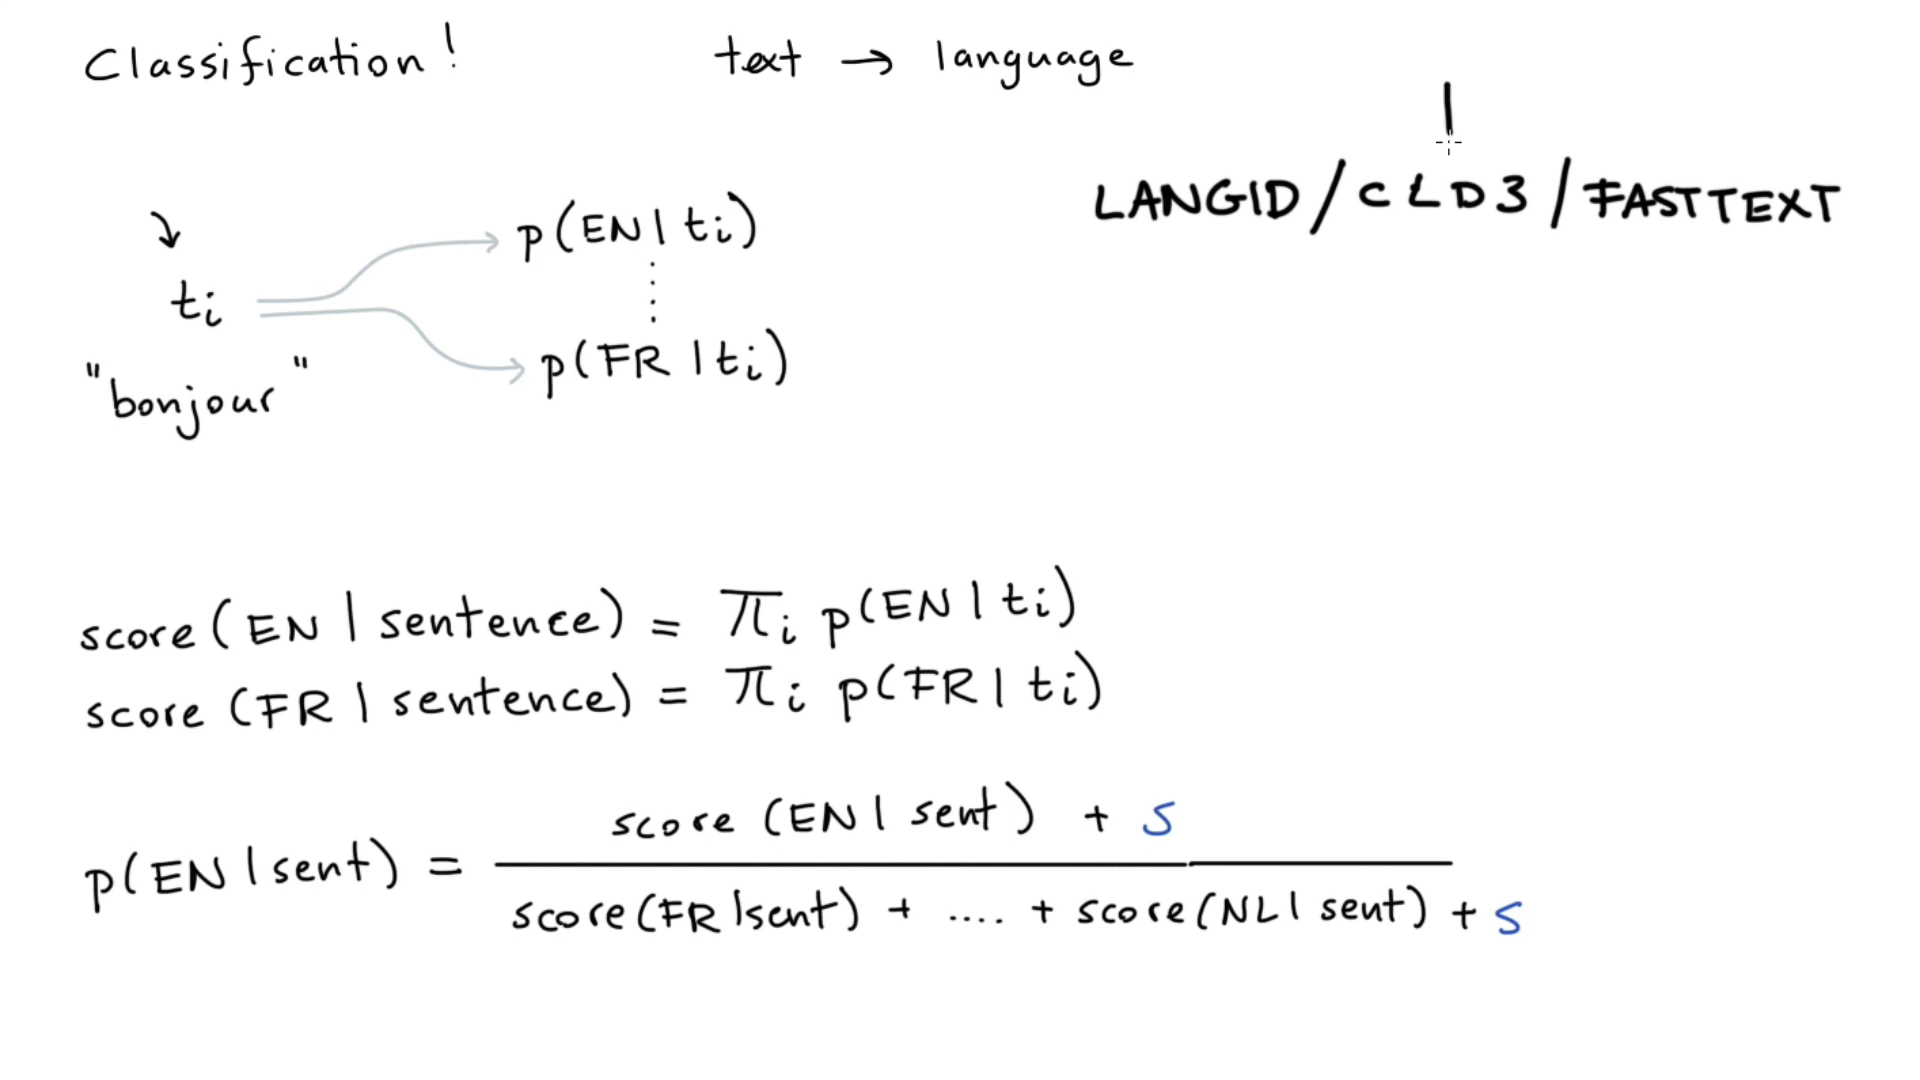 Classification!
text → language
LANGID/CLD3/FASTTEXT
p(EN|ti)
ti
p(FR|ti)
"bonjour"
score(EN|sentence) = πi p(EN|ti)
score(FR|sentence) = πi p(FR|ti)
score(EN|sent) + s
p(EN|sent) =
score(FR|sent) + .... + score(NL|sent) + s